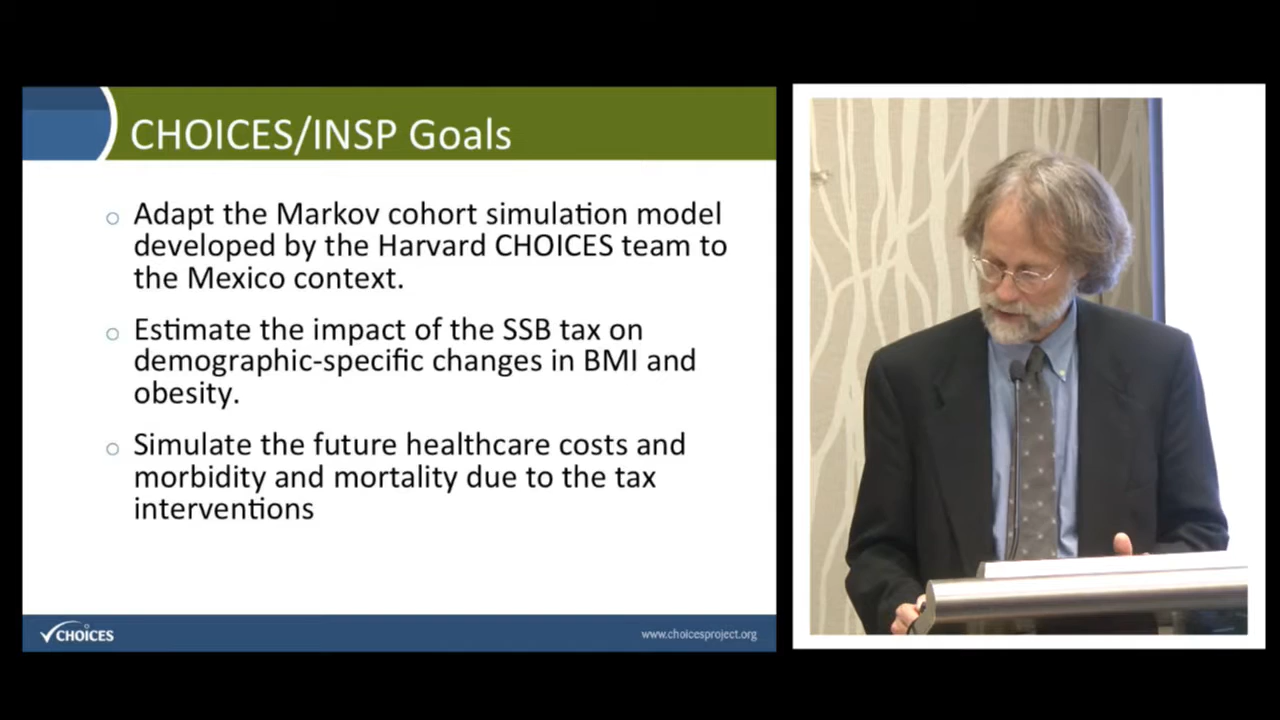 CHOICES/INSP Goals
Adapt the Markov cohort simulation model
developed by the Harvard CHOICES team to
the Mexico context.
Estimate the impact of the SSB tax on
demographic-specific changes in BMI and
obesity.
Simulate the future healthcare costs and
morbidity and mortality due to the tax
interventions
CHOICES
www.choicesproject.org